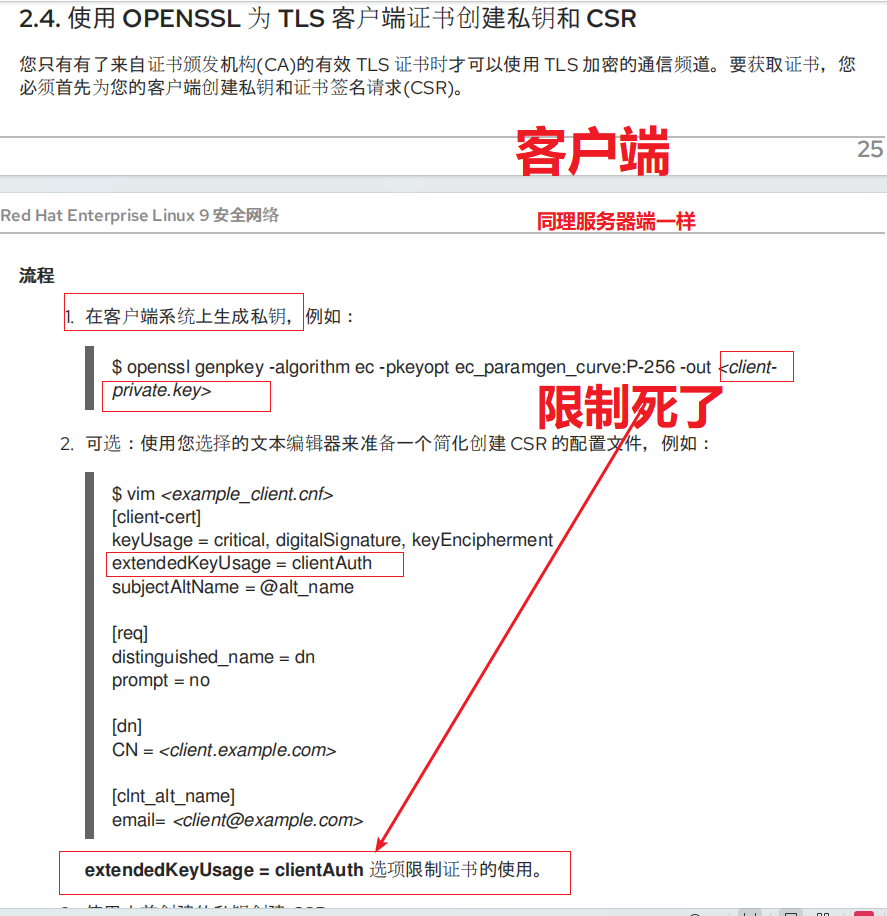 2.4. 使用 OPENSSL 为 TLS 客户端证书创建私钥和 CSR
您只有有了来自证书颁发机构(CA)的有效 TLS 证书时才可以使用 TLS 加密的通信频道。要获取证书，您
必须首先为您的客户端创建私钥和证书签名请求(CSR)。
客户端
25
Red Hat Enterprise Linux 9 安全网络
同理服务器端一样
流程
1. 在客户端系统上生成私钥，例如：
$ openssl genpkey -algorithm ec -pkeyopt ec_paramgen_curve:P-256 -out <client-
private.key>
限制死了
2. 可选：使用您选择的文本编辑器来准备一个简化创建 CSR 的配置文件，例如：
$ vim <example_client.cnf>
[client-cert]
keyUsage = critical, digitalSignature, keyEncipherment
extendedKeyUsage = clientAuth
subjectAltName = @alt_name
[req]
distinguished_name = dn
prompt = no
[dn]
CN = <client.example.com>
[clnt_alt_name]
email= <client@example.com>
extendedKeyUsage = clientAuth 选项限制证书的使用。